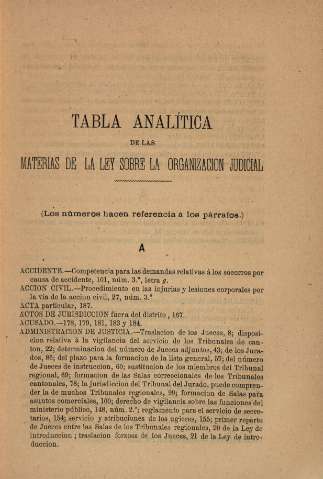 TABLA ANALÍTICA
DE LAS
MATERIAS DE LA LEY SOBRE LA ORGANIZACION JUDICIAL
(Los números hacen referencia a los párrafos.)
A
ACCIDENTE.—Competencia para las demandas relativas á los socorros por
causa de accidente, 161, núm. 3.°, letra g.
ACCION CIVIL.—Procedimiento en las injurias y lesiones corporales por
la vía de la accion civil, 27, núm. 3.°
ACTA particular, 187.
ACTOS DE JURISDICCION fuera del distrito, 167.
ACUSADO.—178, 179, 181, 183 y 184.
ADMINISTRACION DE JUSTICIA.—Traslacion de los Jueces, 8; disposi-
cion relativa à la vigilancia del servicio de los Tribunales de can-
ton, 22; determinacion del número de Jueces adjuntos, 43; de los Jura-
dos, 86; del plazo para la formacion de la lista general, 57; del número
de Jueces de instruccion, 60; sustitucion de los miembros del Tribunal
regional, 69; formacion de las Salas correccionales de los Tribunales
cantonales, 78; la jurisdiccion del Tribunal del Jurado, puede compren-
der la de muchos Tribunales regionales, 99; formacion de Salas para
asuntos comerciales, 100; derecho de vigilancia sobre las funciones del
ministerio público, 148, núm. 2.°; reglamento para el servicio de secre-
tarios, 154; servicio y atribuciones de los ugieres, 155; primer reparto
de Jueces entre las Salas de los Tribunales regionales, 20 de la Ley de
introduccion; traslacion forzosa de los Jueces, 21 de la Ley de intro-
duccion.